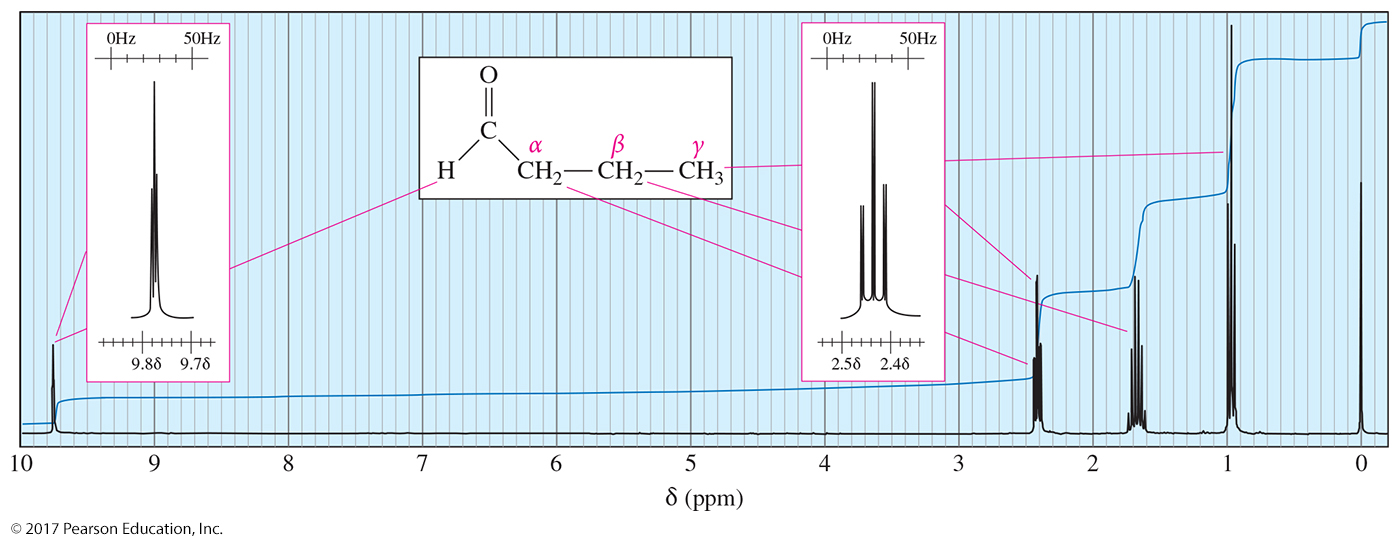 0Hz 50Hz
9.8δ 9.7δ
O
C
H
α β γ
CH₂—CH₂—CH₃
0Hz 50Hz
2.5δ 2.4δ
10 9 8 7 6 5 4 3 2 1 0
δ (ppm)
© 2017 Pearson Education, Inc.